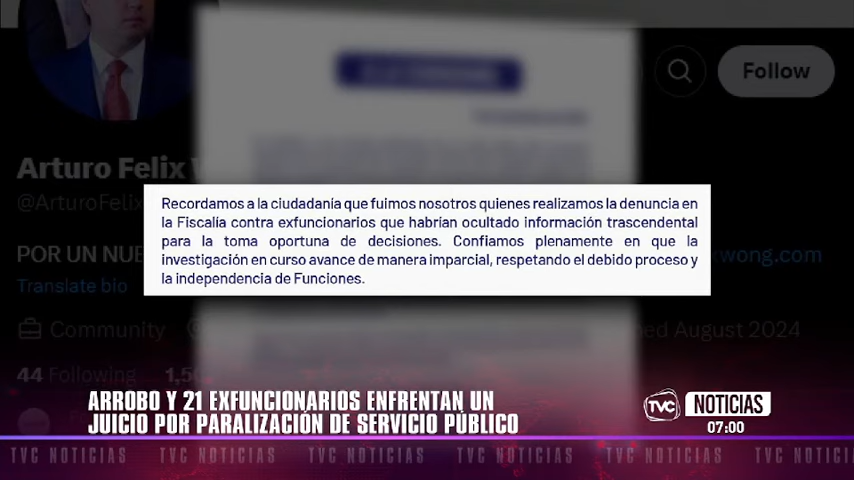 Follow
Arturo Felix
@ArturoFelix
Recordamos a la ciudadanía que fuimos nosotros quienes realizamos la denuncia en
la Fiscalía contra exfuncionarios que habrían ocultado información trascendental
para la toma oportuna de decisiones. Confiamos plenamente en que la
investigación en curso avance de manera imparcial, respetando el debido proceso y
la independencia de Funciones.
POR UN NUE
wong.com
Translate bio
Community
ed August 2024
44 Following
1,5
ARROBO Y 21 EXFUNCIONARIOS ENFRENTAN UN
JUICIO POR PARALIZACIÓN DE SERVICIO PÚBLICO
TVC NOTICIAS
07:00
TVC NOTICIAS TVC NOTICIAS TVC NOTICIAS TVC NOTICIAS TVC NOTICIAS TVC NOTI